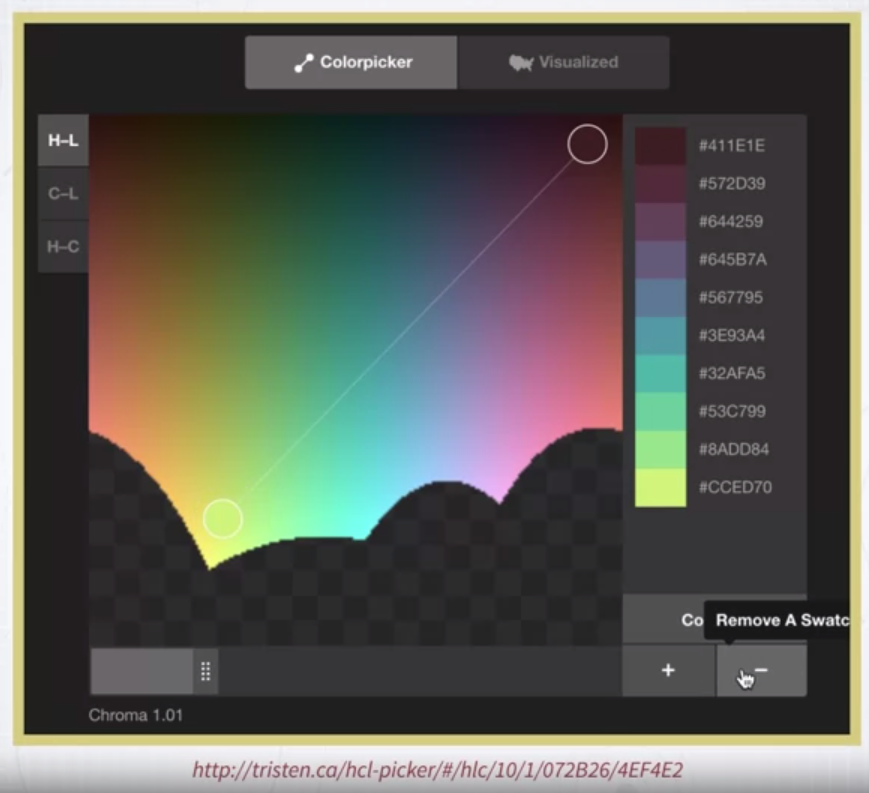 Colorpicker
Visualized
H–L
C–L
H–C
#411E1E
#572D39
#644259
#645B7A
#567795
#3E93A4
#32AFA5
#53C799
#8ADD84
#CCED70
Co
Remove A Swatc
+
−
Chroma 1.01
http://tristen.ca/hcl-picker/#/hlc/10/1/072B26/4EF4E2